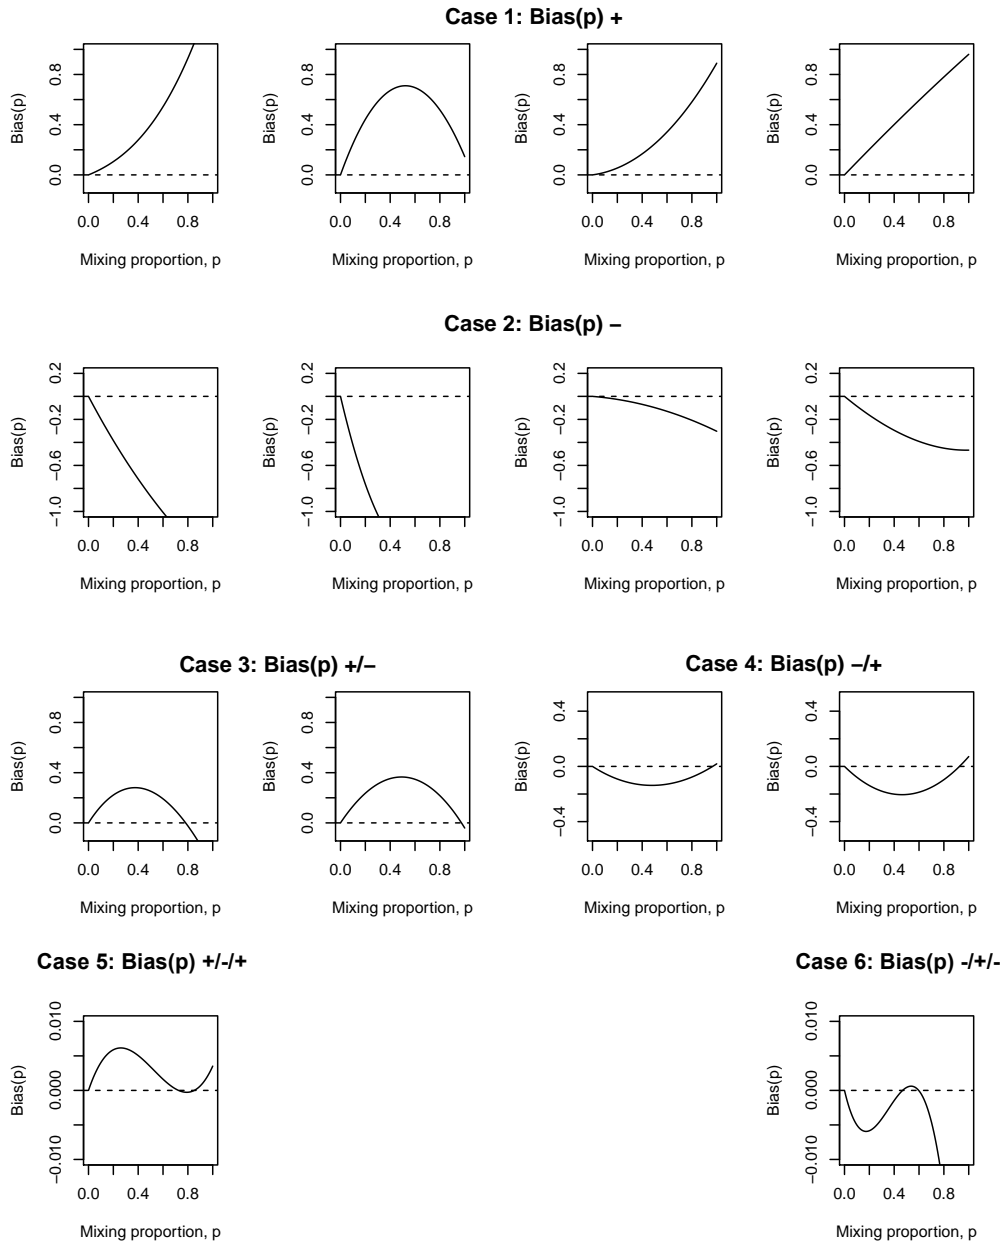 Case 1: Bias(p) +
Bias(p) 0.0 0.4 0.8
0.0 0.4 0.8
Mixing proportion, p
Bias(p) 0.0 0.4 0.8
0.0 0.4 0.8
Mixing proportion, p
Bias(p) 0.0 0.4 0.8
0.0 0.4 0.8
Mixing proportion, p
Bias(p) 0.0 0.4 0.8
0.0 0.4 0.8
Mixing proportion, p
Case 2: Bias(p) −
Bias(p) −1.0 −0.6 −0.2 0.2
0.0 0.4 0.8
Mixing proportion, p
Bias(p) −1.0 −0.6 −0.2 0.2
0.0 0.4 0.8
Mixing proportion, p
Bias(p) −1.0 −0.6 −0.2 0.2
0.0 0.4 0.8
Mixing proportion, p
Bias(p) −1.0 −0.6 −0.2 0.2
0.0 0.4 0.8
Mixing proportion, p
Case 3: Bias(p) +/−
Bias(p) 0.0 0.4 0.8
0.0 0.4 0.8
Mixing proportion, p
Bias(p) 0.0 0.4 0.8
0.0 0.4 0.8
Mixing proportion, p
Case 4: Bias(p) −/+
Bias(p) −0.4 0.0 0.4
0.0 0.4 0.8
Mixing proportion, p
Bias(p) −0.4 0.0 0.4
0.0 0.4 0.8
Mixing proportion, p
Case 5: Bias(p) +/-/+
Bias(p) −0.010 0.000 0.010
0.0 0.4 0.8
Mixing proportion, p
Case 6: Bias(p) -/+/-
Bias(p) −0.010 0.000 0.010
0.0 0.4 0.8
Mixing proportion, p